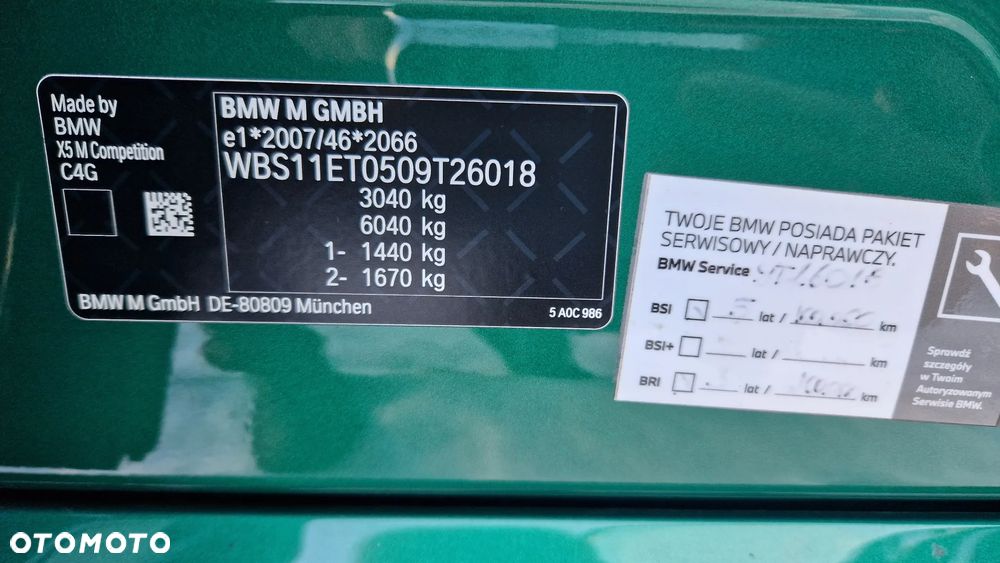 Made by
BMW
X5 M Competition
C4G
BMW M GMBH
e1*2007/46*2066
WBS11ET0509T26018
3040 kg
6040 kg
1- 1440 kg
2- 1670 kg
BMW M GmbH DE-80809 München
5 A0C 986
TWOJE BMW POSIADA PAKIET
SERWISOWY / NAPRAWCZY.
BMW Service
BSI lat / km
BSI+ lat / km
BRI lat / km
Sprawdź
szczegóły
w Twoim
Autoryzowanym
Serwisie BMW.
OTOMOTO